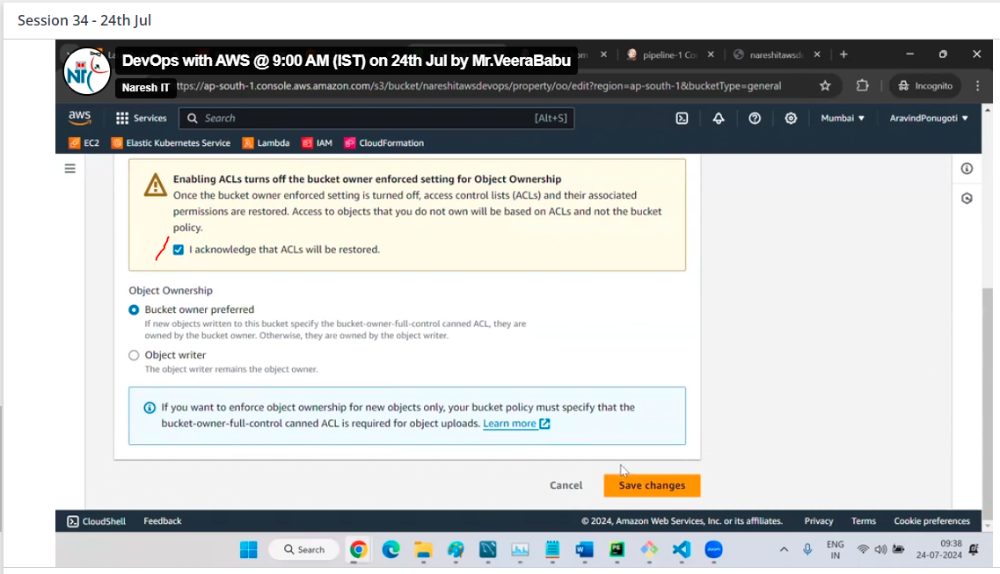 Session 34 - 24th Jul
DevOps with AWS @ 9:00 AM (IST) on 24th Jul by Mr.VeeraBabu
pipeline-1 Co
nareshitawsd
Naresh IT
ttps://ap-south-1.console.aws.amazon.com/s3/bucket/nareshitawsdevops/property/oo/edit?region=ap-south-1&bucketType=general
Incognito
aws
Services
Search
[Alt+S]
Mumbai
AravindPonugoti
EC2
Elastic Kubernetes Service
Lambda
IAM
CloudFormation
Enabling ACLs turns off the bucket owner enforced setting for Object Ownership
Once the bucket owner enforced setting is turned off, access control lists (ACLs) and their associated
permissions are restored. Access to objects that you do not own will be based on ACLs and not the bucket
policy.
I acknowledge that ACLs will be restored.
Object Ownership
Bucket owner preferred
If new objects written to this bucket specify the bucket-owner-full-control canned ACL, they are
owned by the bucket owner. Otherwise, they are owned by the object writer.
Object writer
The object writer remains the object owner.
If you want to enforce object ownership for new objects only, your bucket policy must specify that the
bucket-owner-full-control canned ACL is required for object uploads. Learn more
Cancel
Save changes
CloudShell
Feedback
© 2024, Amazon Web Services, Inc. or its affiliates.
Privacy
Terms
Cookie preferences
Search
ENG
IN
09:38
24-07-2024